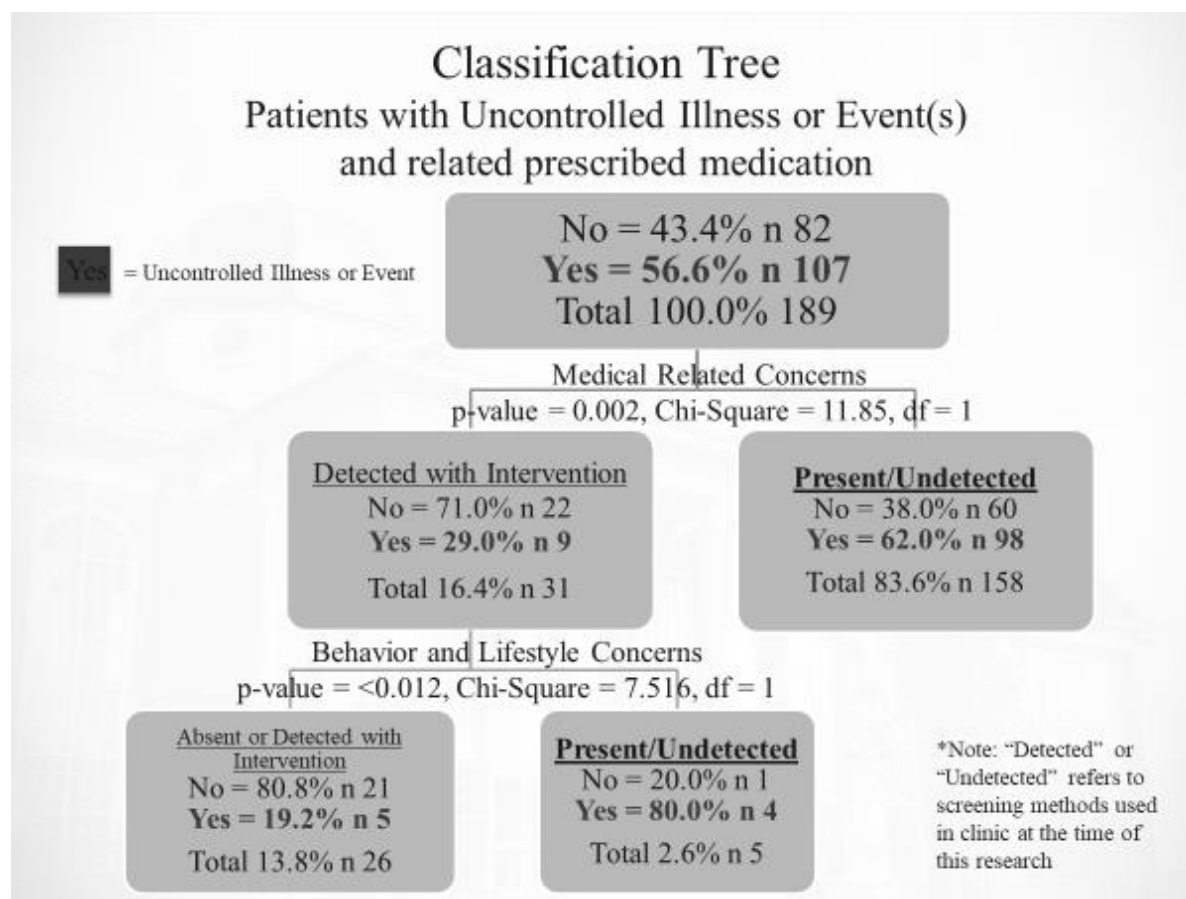 Classification Tree
Patients with Uncontrolled Illness or Event(s)
and related prescribed medication
No = 43.4% n 82
Yes = 56.6% n 107
Total 100.0% 189
Yes = Uncontrolled Illness or Event
Medical Related Concerns
p-value = 0.002, Chi-Square = 11.85, df = 1
Detected with Intervention
No = 71.0% n 22
Yes = 29.0% n 9
Total 16.4% n 31
Present/Undetected
No = 38.0% n 60
Yes = 62.0% n 98
Total 83.6% n 158
Behavior and Lifestyle Concerns
p-value = <0.012, Chi-Square = 7.516, df = 1
Absent or Detected with
Intervention
No = 80.8% n 21
Yes = 19.2% n 5
Total 13.8% n 26
Present/Undetected
No = 20.0% n 1
Yes = 80.0% n 4
Total 2.6% n 5
*Note: “Detected” or
“Undetected” refers to
screening methods used
in clinic at the time of
this research